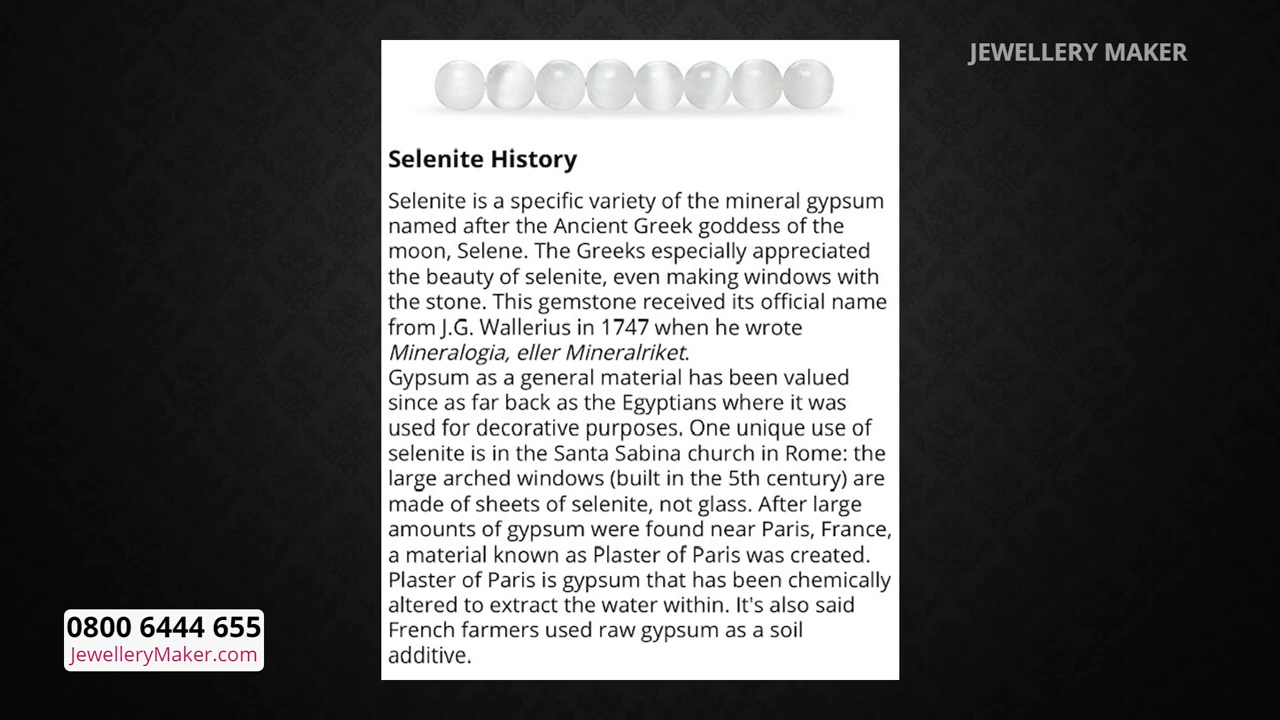 JEWELLERY MAKER
Selenite History
Selenite is a specific variety of the mineral gypsum
named after the Ancient Greek goddess of the
moon, Selene. The Greeks especially appreciated
the beauty of selenite, even making windows with
the stone. This gemstone received its official name
from J.G. Wallerius in 1747 when he wrote
Mineralogia, eller Mineralriket.
Gypsum as a general material has been valued
since as far back as the Egyptians where it was
used for decorative purposes. One unique use of
selenite is in the Santa Sabina church in Rome: the
large arched windows (built in the 5th century) are
made of sheets of selenite, not glass. After large
amounts of gypsum were found near Paris, France,
a material known as Plaster of Paris was created.
Plaster of Paris is gypsum that has been chemically
altered to extract the water within. It's also said
French farmers used raw gypsum as a soil
additive.
0800 6444 655
JewelleryMaker.com